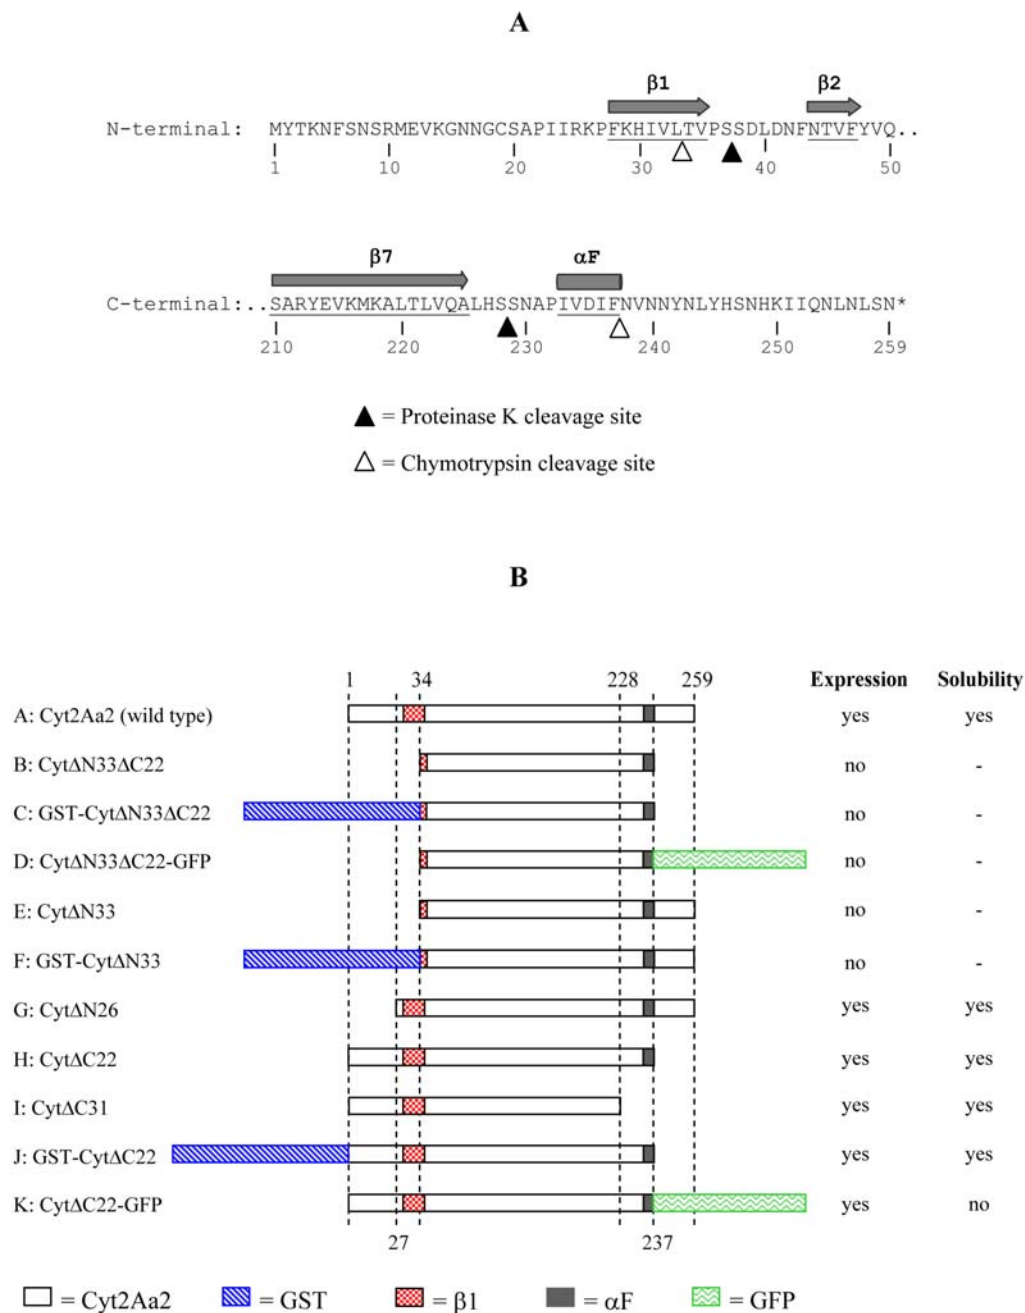 A
β1 β2
N-terminal: MYTKNFSNSRMEVKGNNGCSAPIIRKPFKHIVLTVPSSDLDNFNTVFYVQ..
1 10 20 30 40 50
β7 αF
C-terminal:..SARYEVKMKALTLVQALHSSNAPIVDIFNVNNYNLYHSNHKIIQNLNLSN*
210 220 230 240 250 259
▲ = Proteinase K cleavage site
△ = Chymotrypsin cleavage site
B
1 34 228 259 Expression Solubility
A: Cyt2Aa2 (wild type) yes yes
B: CytΔN33ΔC22 no -
C: GST-CytΔN33ΔC22 no -
D: CytΔN33ΔC22-GFP no -
E: CytΔN33 no -
F: GST-CytΔN33 no -
G: CytΔN26 yes yes
H: CytΔC22 yes yes
I: CytΔC31 yes yes
J: GST-CytΔC22 yes yes
K: CytΔC22-GFP yes no
27 237
= Cyt2Aa2 = GST = β1 = αF = GFP